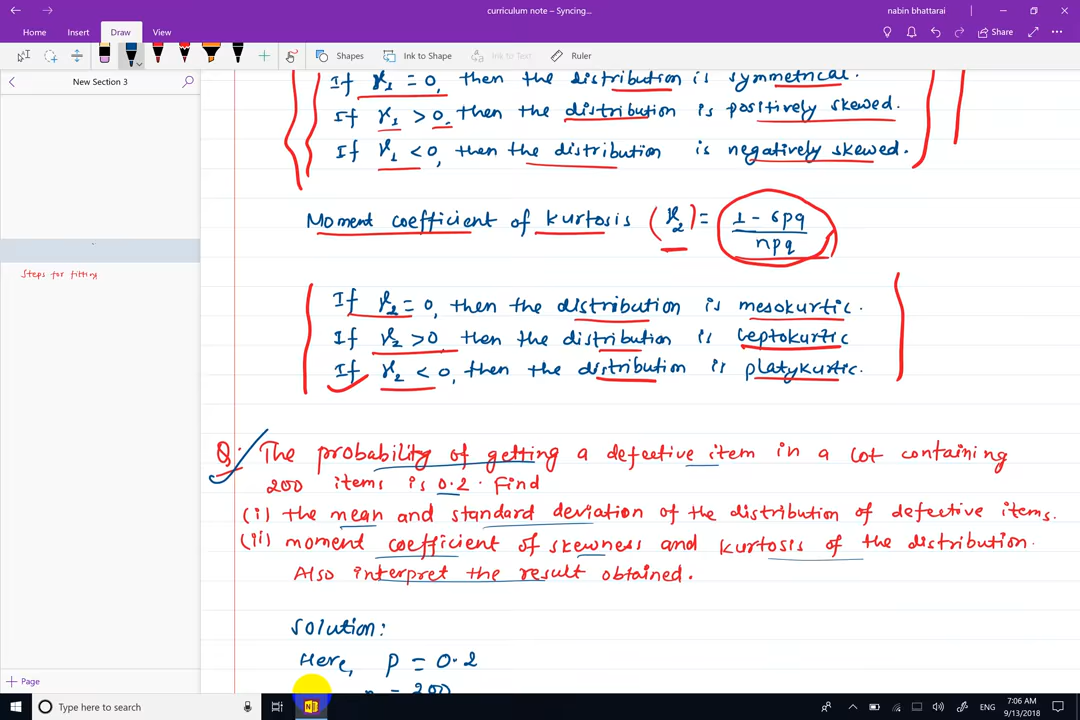 curriculum note – Syncing...
nabin bhattarai
Home
Insert
Draw
View
Share
Shapes
Ink to Shape
Ink to Text
Ruler
New Section 3
Steps for fitting
Page
If γ₁ = 0, then the distribution is symmetrical.
If γ₁ > 0, then the distribution is positively skewed.
If γ₁ < 0, then the distribution is negatively skewed.
Moment coefficient of kurtosis (γ₂) = 1 - 6pq / npq
If γ₂ = 0, then the distribution is mesokurtic.
If γ₂ > 0, then the distribution is leptokurtic
If γ₂ < 0, then the distribution is platykurtic.
Q: The probability of getting a defective item in a lot containing
200 items is 0.2. Find
(i) the mean and standard deviation of the distribution of defective items.
(ii) moment coefficient of skewness and kurtosis of the distribution.
Also interpret the result obtained.
Solution:
Here, p = 0.2
n = 200
Type here to search
ENG
7:06 AM
9/13/2018